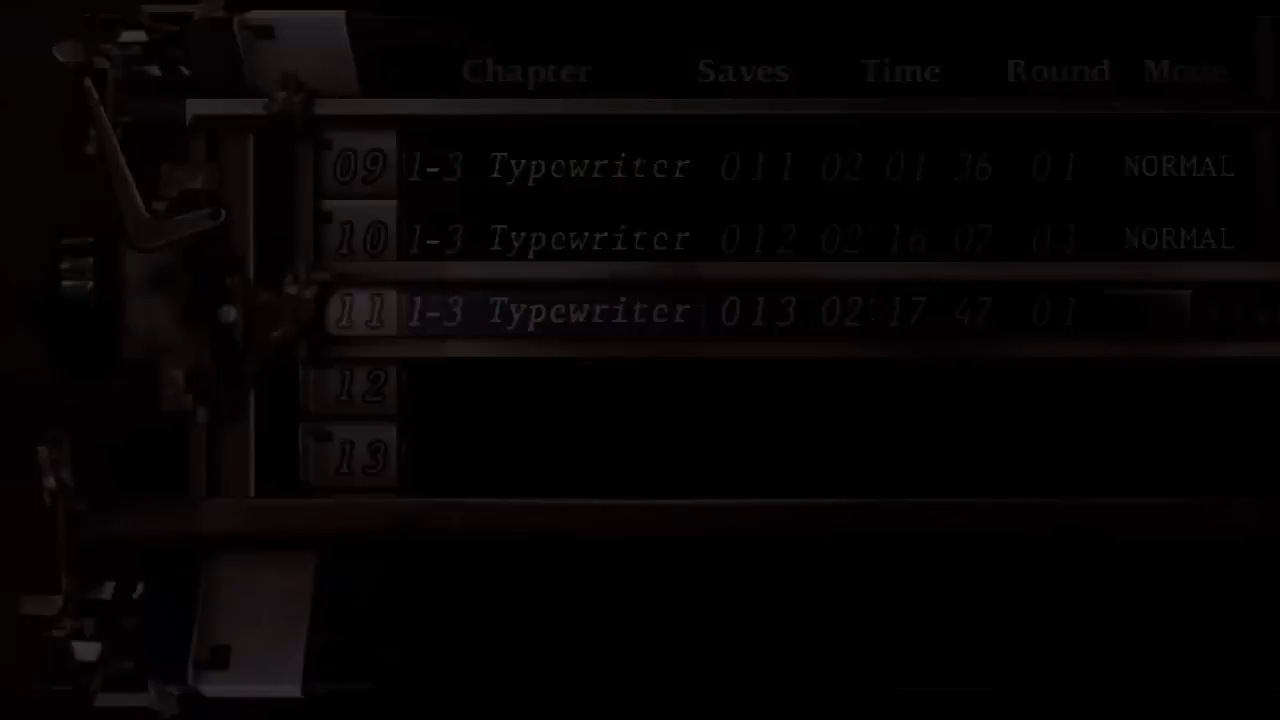 Chapter Saves Time Round Mode
09 1-3 Typewriter 011 02 01 36 01 NORMAL
10 1-3 Typewriter 012 02:16 07 01 NORMAL
11 1-3 Typewriter 013 02:17 47 01
12
13